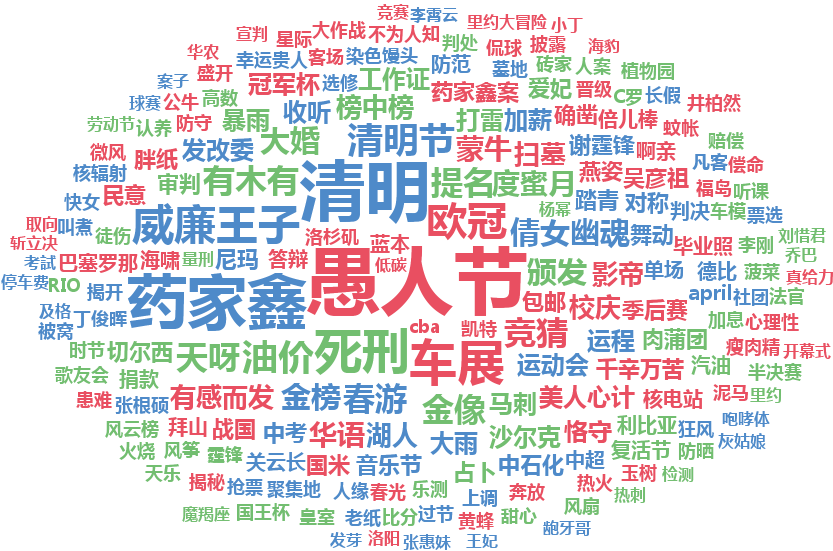 竞赛 李霄云
里约大冒险 小丁
宣判 星际 大作战 不为人知
华农 幸运贵人 客场 染色馒头 判处 侃球 披露 海豹
案子 盛开 冠军杯 选修 工作证 防范 墓地 砖家 人案 植物园
球赛 公牛 高数 收听 榜中榜 药家鑫案 爱妃 晋级 C罗 长假 井柏然
劳动节 认养 防守 暴雨 大婚 清明节 打雷 加薪 确凿 倍儿棒 蚊帐
微风 胖纸 发改委 蒙牛 扫墓 谢霆锋 啊亲 赔偿
核辐射 审判 有木有 清明 提名 度蜜月 燕姿 吴彦祖 凡客 偿命
快女 民意 威廉王子 欧冠 杨幂 踏青 对称 福岛 听课
取向 叫煮 徒伤 洛杉矶 蓝本 倩女幽魂 舞动 判决 车模 票选
斩立决 海啸 量刑 尼玛 答辩 低碳 毕业照 李刚 刘惜君
考試 巴塞罗那 愚人节 颁发 影帝 单场 德比 菠菜 乔巴
停车费 RIO 揭开 药家鑫 包邮 校庆 季后赛 april 社团 法官 真给力
及格 被窝 丁俊晖 死刑 cba 凯特 竞猜 运程 加息 心理性
时节 切尔西 天呀 油价 车展 肉蒲团 瘦肉精 开幕式
歌友会 捐款 运动会 千辛万苦 汽油 半决赛
患难 张根硕 有感而发 金榜 春游 金像 马刺 美人心计 核电站 泥马 里约
风云榜 拜山 战国 中考 华语 湖人 大雨 沙尔克 恪守 利比亚 狂风 咆哮体
火烧 风筝 霆锋 关云长 国米 音乐节 占卜 中石化 中超 复活节 防晒 灰姑娘
天乐 揭秘 抢票 聚集地 人缘 春光 乐测 上调 奔放 热火 玉树 检测
魔羯座 国王杯 皇室 老纸 比分 过节 黄蜂 甜心 风扇 热刺
发芽 洛阳 张惠妹 王妃 龅牙哥